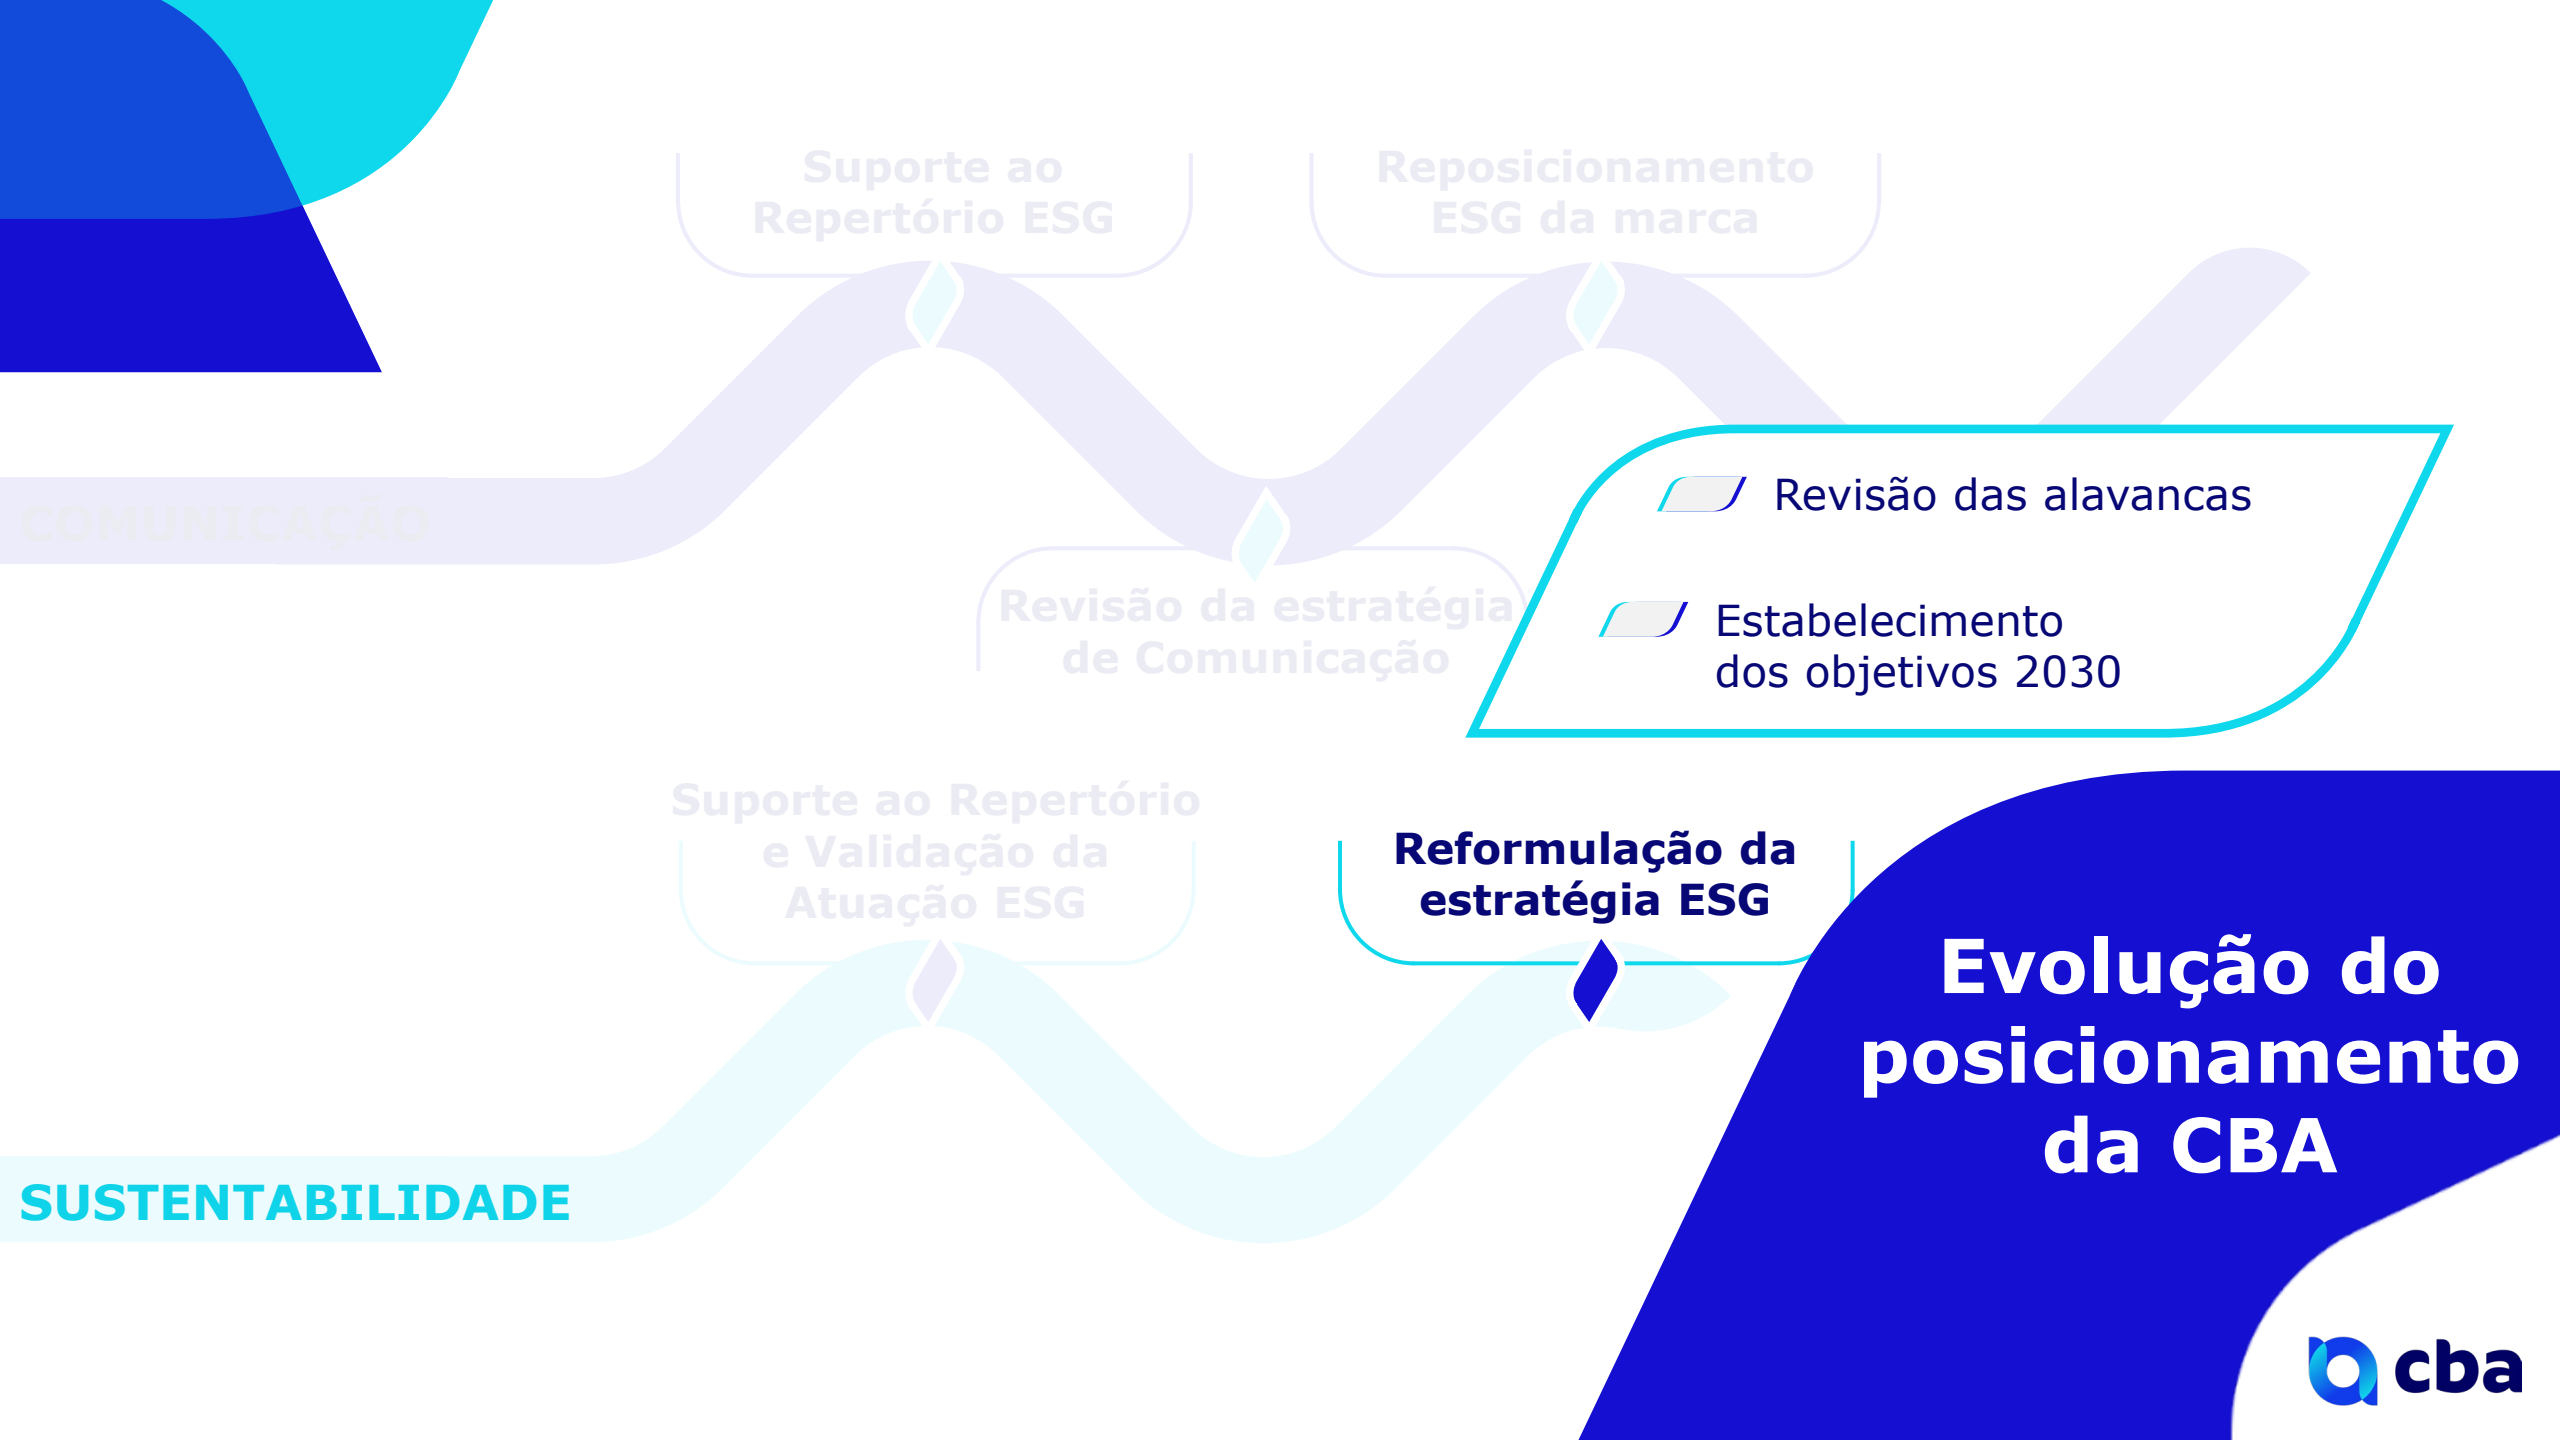 Suporte ao
Repertório ESG
Reposicionamento
ESG da marca
COMUNICAÇÃO
Revisão da estratégia
de Comunicação
Revisão das alavancas
Estabelecimento
dos objetivos 2030
Suporte ao Repertório
e Validação da
Atuação ESG
Reformulação da
estratégia ESG
SUSTENTABILIDADE
Evolução do
posicionamento
da CBA
cba